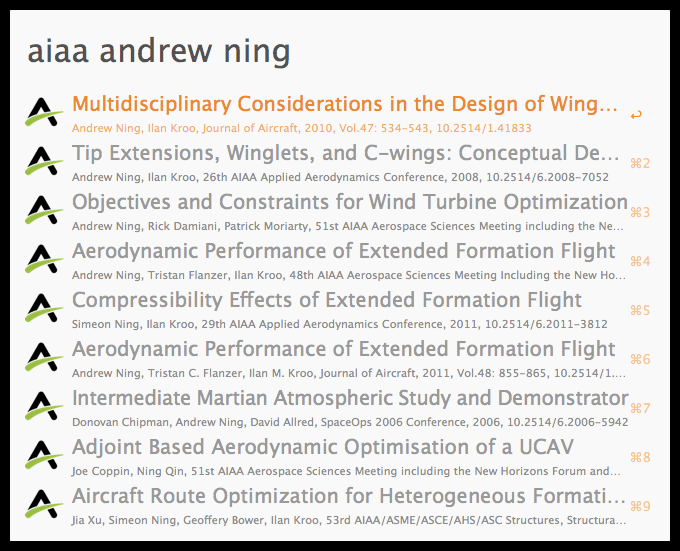 aiaa andrew ning
Multidisciplinary Considerations in the Design of Wing...
Andrew Ning, Ilan Kroo, Journal of Aircraft, 2010, Vol.47: 534-543, 10.2514/1.41833
↩
Tip Extensions, Winglets, and C-wings: Conceptual De...
Andrew Ning, Ilan Kroo, 26th AIAA Applied Aerodynamics Conference, 2008, 10.2514/6.2008-7052
⌘2
Objectives and Constraints for Wind Turbine Optimization
Andrew Ning, Rick Damiani, Patrick Moriarty, 51st AIAA Aerospace Sciences Meeting including the Ne...
⌘3
Aerodynamic Performance of Extended Formation Flight
Andrew Ning, Tristan Flanzer, Ilan Kroo, 48th AIAA Aerospace Sciences Meeting Including the New Ho...
⌘4
Compressibility Effects of Extended Formation Flight
Simeon Ning, Ilan Kroo, 29th AIAA Applied Aerodynamics Conference, 2011, 10.2514/6.2011-3812
⌘5
Aerodynamic Performance of Extended Formation Flight
Andrew Ning, Tristan C. Flanzer, Ilan M. Kroo, Journal of Aircraft, 2011, Vol.48: 855-865, 10.2514/1....
⌘6
Intermediate Martian Atmospheric Study and Demonstrator
Donovan Chipman, Andrew Ning, David Allred, SpaceOps 2006 Conference, 2006, 10.2514/6.2006-5942
⌘7
Adjoint Based Aerodynamic Optimisation of a UCAV
Joe Coppin, Ning Qin, 51st AIAA Aerospace Sciences Meeting including the New Horizons Forum and...
⌘8
Aircraft Route Optimization for Heterogeneous Formati...
Jia Xu, Simeon Ning, Geoffery Bower, Ilan Kroo, 53rd AIAA/ASME/ASCE/AHS/ASC Structures, Structura...
⌘9